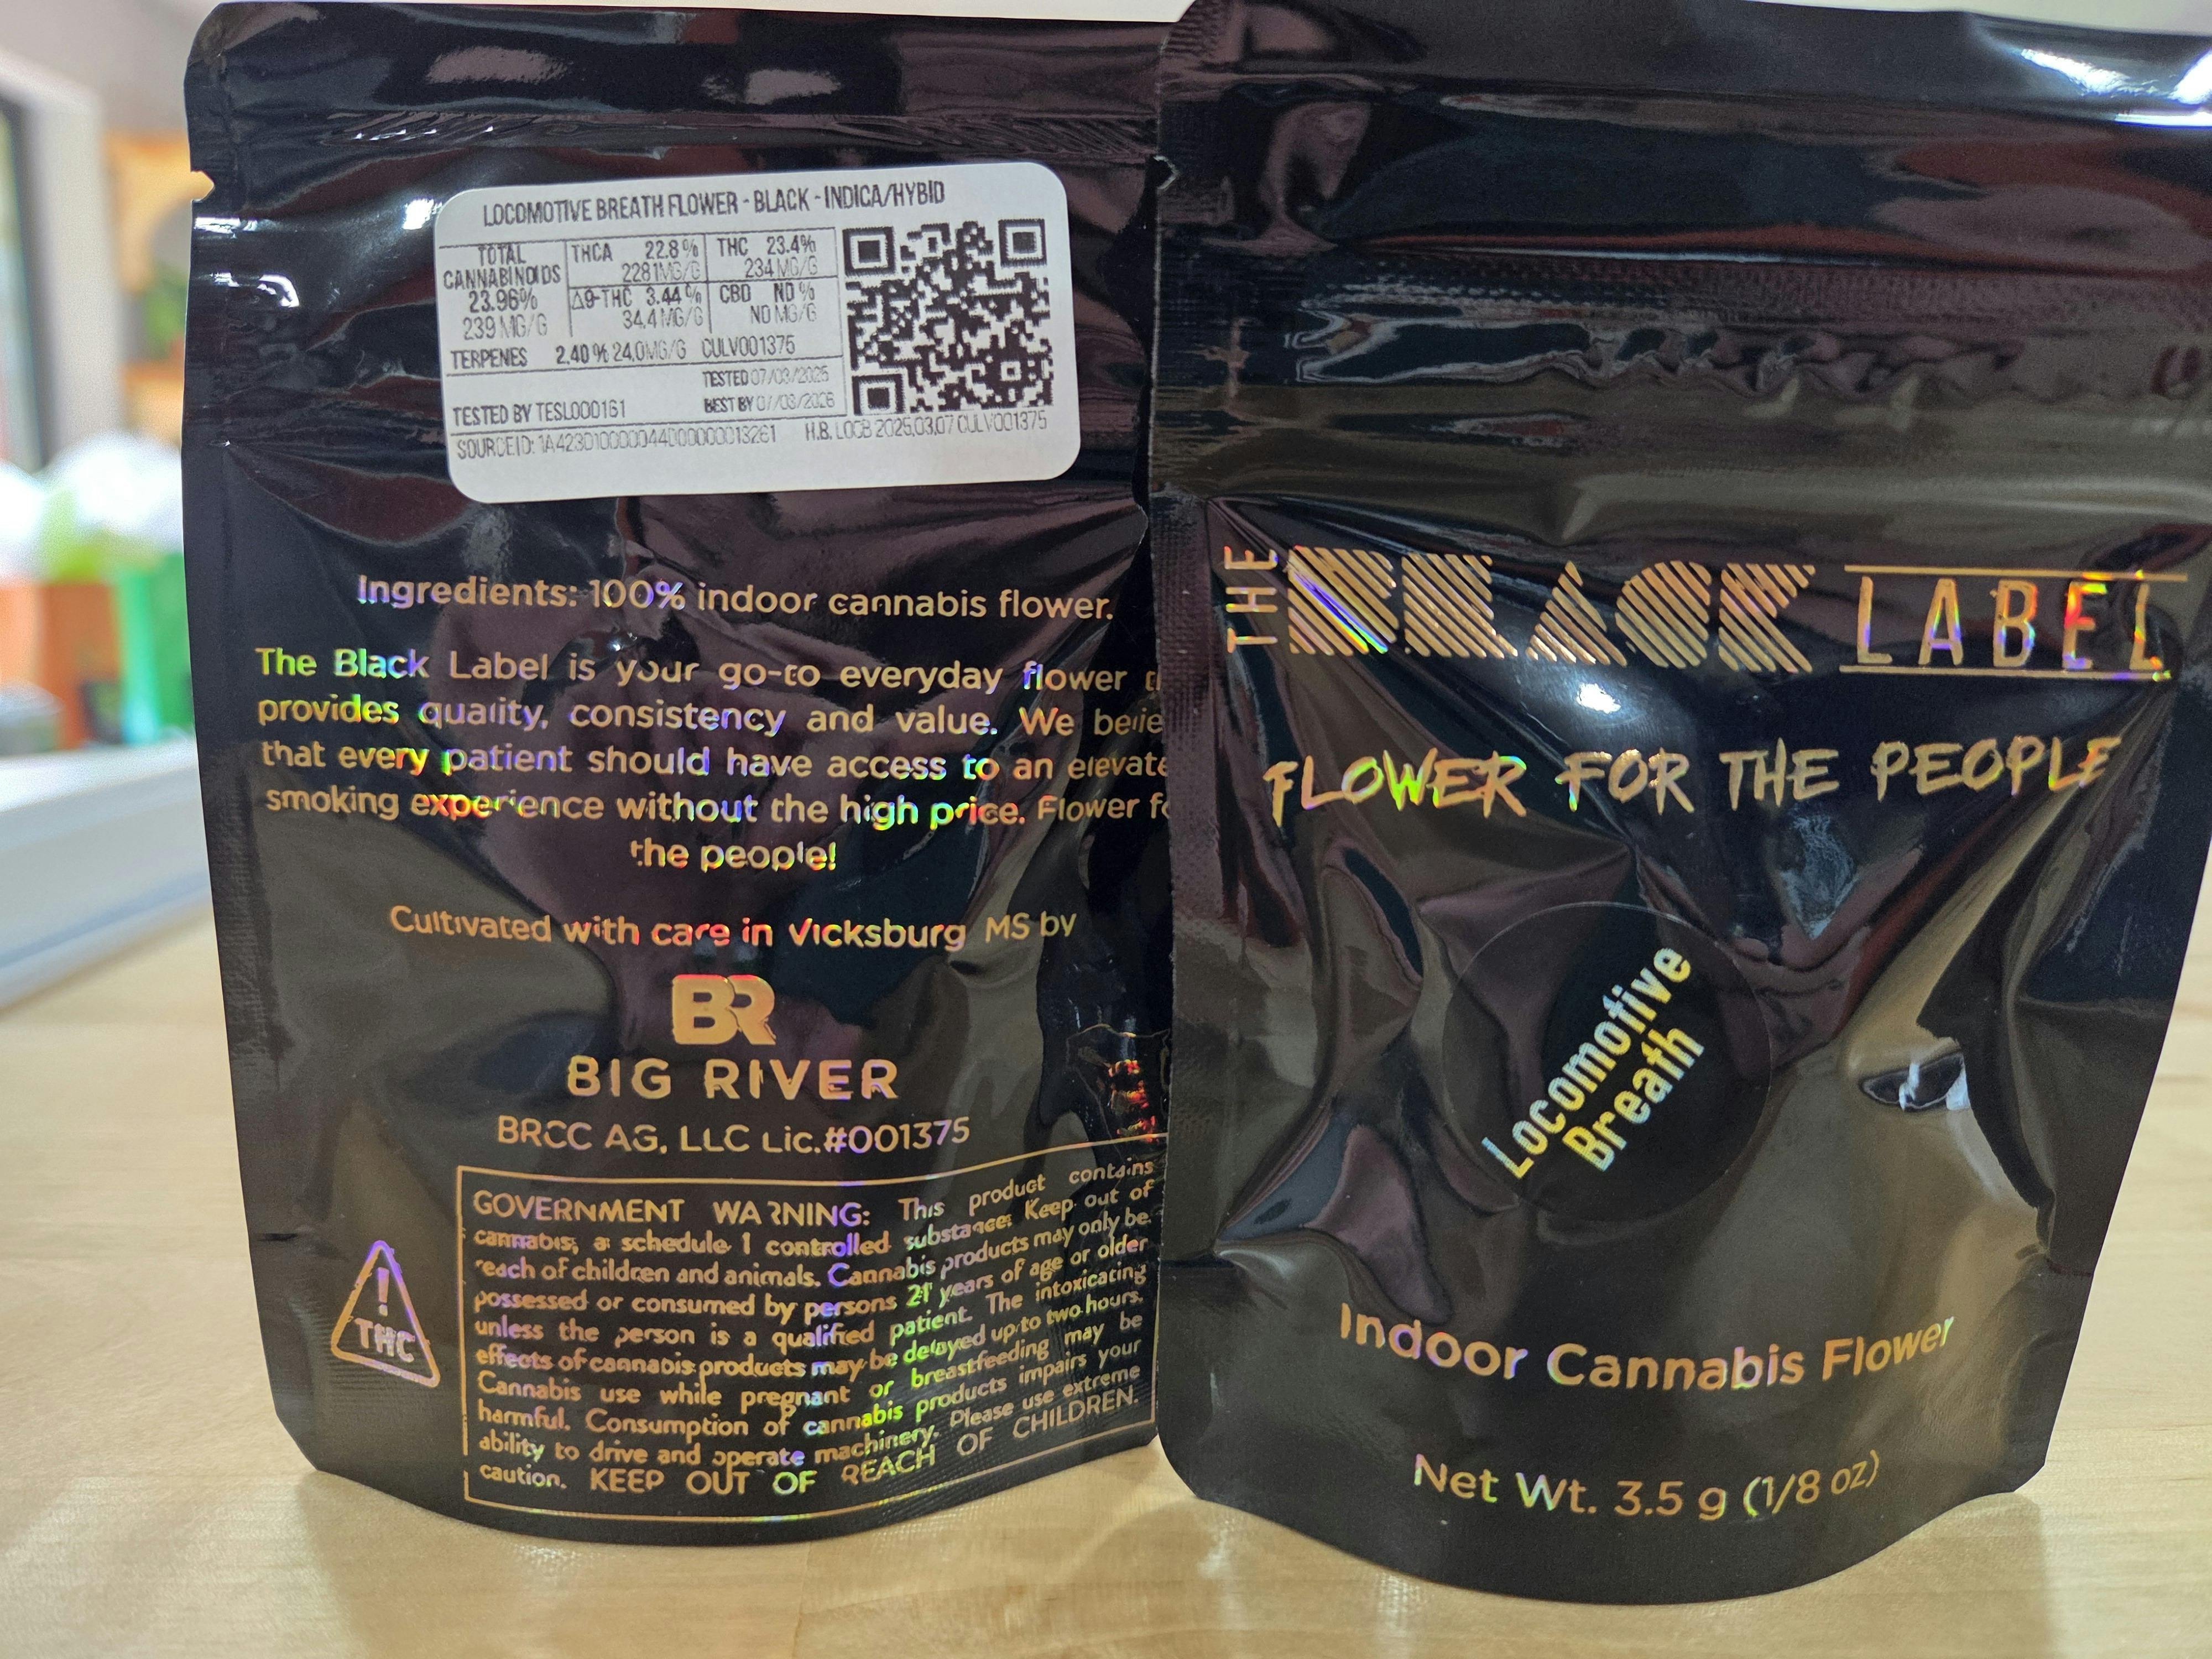 LOCOMOTIVE BREATH FLOWER - BLACK - INDICA/HYBID
TOTAL CANNABINOIDS 23.96% 239 MG/G
THCA 22.8% 228.1MG/G
THC 23.4% 234 MG/G
Δ9-THC 3.44% 34.4 MG/G
CBD ND % ND MG/G
TERPENES 2.40% 24.0MG/G CULV001375
TESTED 07/03/2025
TESTED BY TESL000161 BEST BY 07/03/2026
SOURCE ID: H.B. LOCB 2025.03.07 CULV001375
Ingredients: 100% indoor cannabis flower.
The Black Label is your go-to everyday flower
provides quality, consistency and value. We belie
that every patient should have access to an elevate
smoking experience without the high price. Flower f
the people!
Cultivated with care in Vicksburg MS by
BR
BIG RIVER
BRCC AG, LLC Lic.#001375
GOVERNMENT WARNING: This product contains
cannabis, a schedule 1 controlled substance. Keep out of
reach of children and animals. Cannabis products may only be
possessed or consumed by persons 21 years of age or older
unless the person is a qualified patient. The intoxicating
effects of cannabis products may be delayed up to two hours.
Cannabis use while pregnant or breastfeeding may be
harmful. Consumption of cannabis products impairs your
ability to drive and operate machinery. Please use extreme
caution. KEEP OUT OF REACH OF CHILDREN.
!
THC
THE BLACK LABEL
FLOWER FOR THE PEOPLE
Locomotive
Breath
Indoor Cannabis Flower
Net Wt. 3.5 g (1/8 oz)